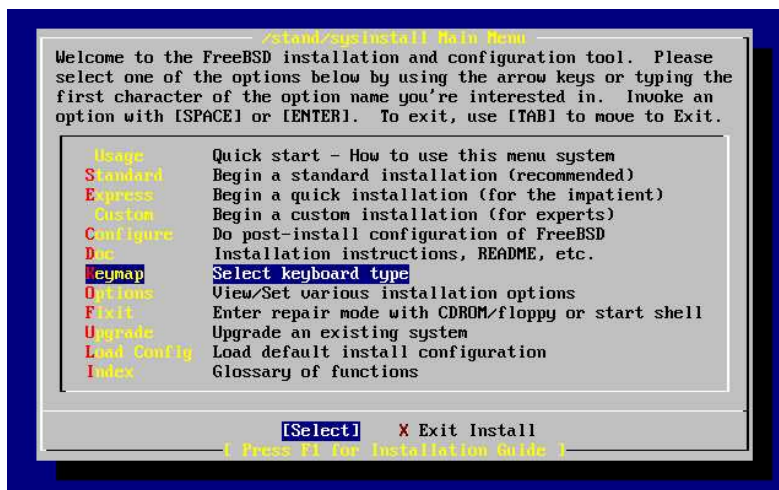 /stand/sysinstall Main Menu
Welcome to the FreeBSD installation and configuration tool.  Please
select one of the options below by using the arrow keys or typing the
first character of the option name you're interested in.  Invoke an
option with [SPACE] or [ENTER].  To exit, use [TAB] to move to Exit.
Usage Quick start - How to use this menu system
Standard Begin a standard installation (recommended)
Express Begin a quick installation (for the impatient)
Custom Begin a custom installation (for experts)
Configure Do post-install configuration of FreeBSD
Doc Installation instructions, README, etc.
Keymap Select keyboard type
Options View/Set various installation options
Fixit Enter repair mode with CDROM/floppy or start shell
Upgrade Upgrade an existing system
Load Config Load default install configuration
Index Glossary of functions
[Select] X Exit Install
[ Press F1 for Installation Guide ]